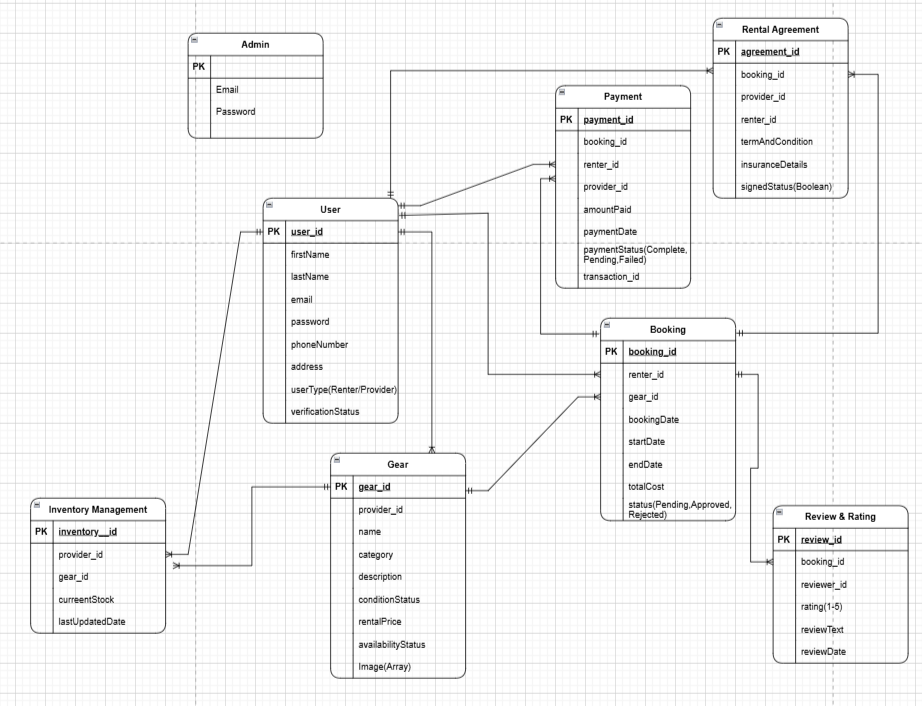 Admin
PK
Email
Password
Rental Agreement
PK agreement_id
booking_id
provider_id
renter_id
termAndCondition
insuranceDetails
signedStatus(Boolean)
Payment
PK payment_id
booking_id
renter_id
provider_id
amountPaid
paymentDate
paymentStatus(Complete,
Pending,Failed)
transaction_id
User
PK user_id
firstName
lastName
email
password
phoneNumber
address
userType(Renter/Provider)
verificationStatus
Booking
PK booking_id
renter_id
gear_id
bookingDate
startDate
endDate
totalCost
status(Pending,Approved,
Rejected)
Gear
PK gear_id
provider_id
name
category
description
conditionStatus
rentalPrice
availabilityStatus
Image(Array)
Inventory Management
PK inventory__id
provider_id
gear_id
curreentStock
lastUpdatedDate
Review & Rating
PK review_id
booking_id
reviewer_id
rating(1-5)
reviewText
reviewDate